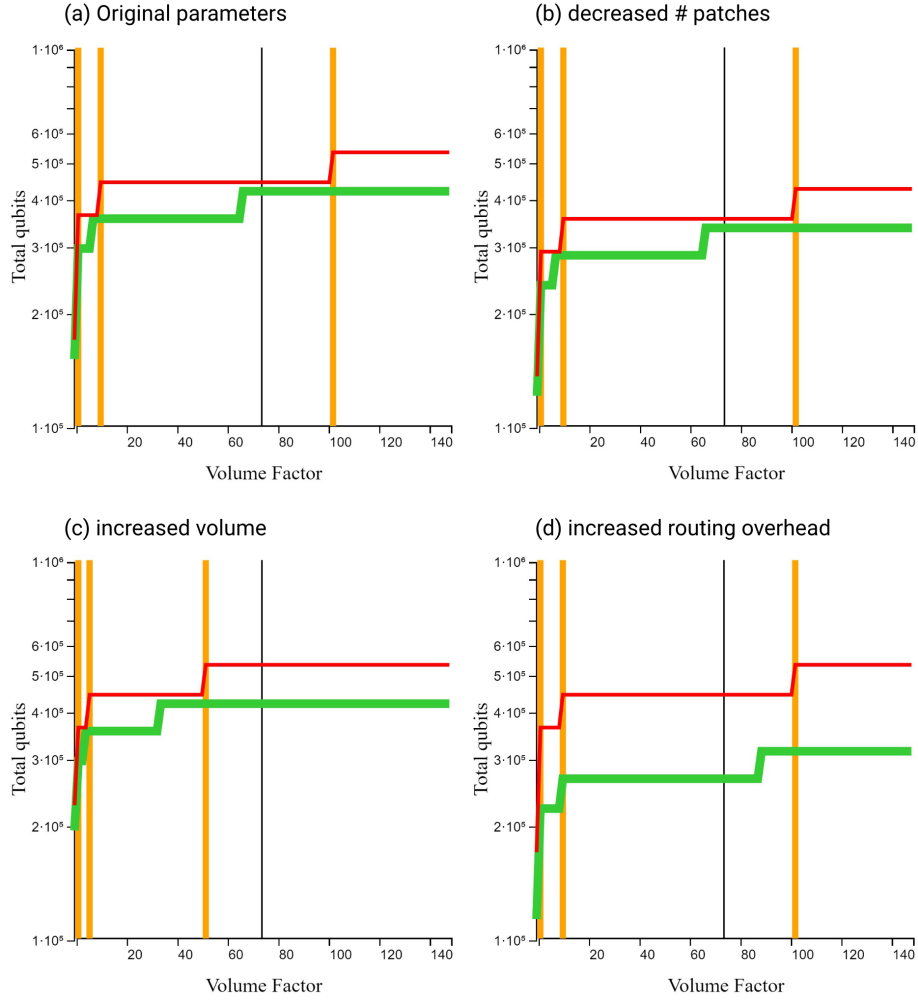 (a) Original parameters
1·10⁶
6·10⁵
5·10⁵
4·10⁵
3·10⁵
2·10⁵
1·10⁵
Total qubits
20 40 60 80 100 120 140
Volume Factor
(b) decreased # patches
1·10⁶
6·10⁵
5·10⁵
4·10⁵
3·10⁵
2·10⁵
1·10⁵
Total qubits
20 40 60 80 100 120 140
Volume Factor
(c) increased volume
1·10⁶
6·10⁵
5·10⁵
4·10⁵
3·10⁵
2·10⁵
1·10⁵
Total qubits
20 40 60 80 100 120 140
Volume Factor
(d) increased routing overhead
1·10⁶
6·10⁵
5·10⁵
4·10⁵
3·10⁵
2·10⁵
1·10⁵
Total qubits
20 40 60 80 100 120 140
Volume Factor